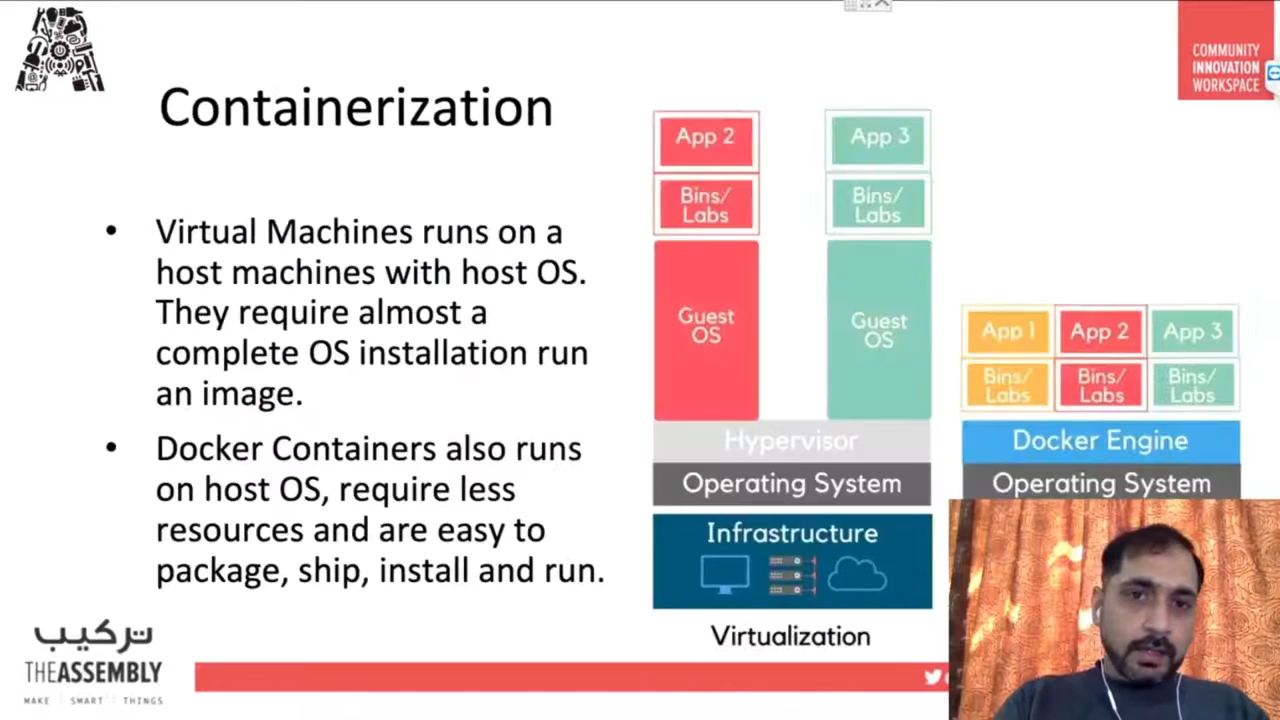 COMMUNITY
INNOVATION
WORKSPACE
Containerization
• Virtual Machines runs on a
host machines with host OS.
They require almost a
complete OS installation run
an image.
• Docker Containers also runs
on host OS, require less
resources and are easy to
package, ship, install and run.
App 2
Bins/
Labs
Guest
OS
App 3
Bins/
Labs
Guest
OS
Hypervisor
Operating System
Infrastructure
Virtualization
App 1
App 2
App 3
Bins/
Labs
Bins/
Labs
Bins/
Labs
Docker Engine
Operating System
تركيب
THEASSEMBLY
MAKE SMART THINGS